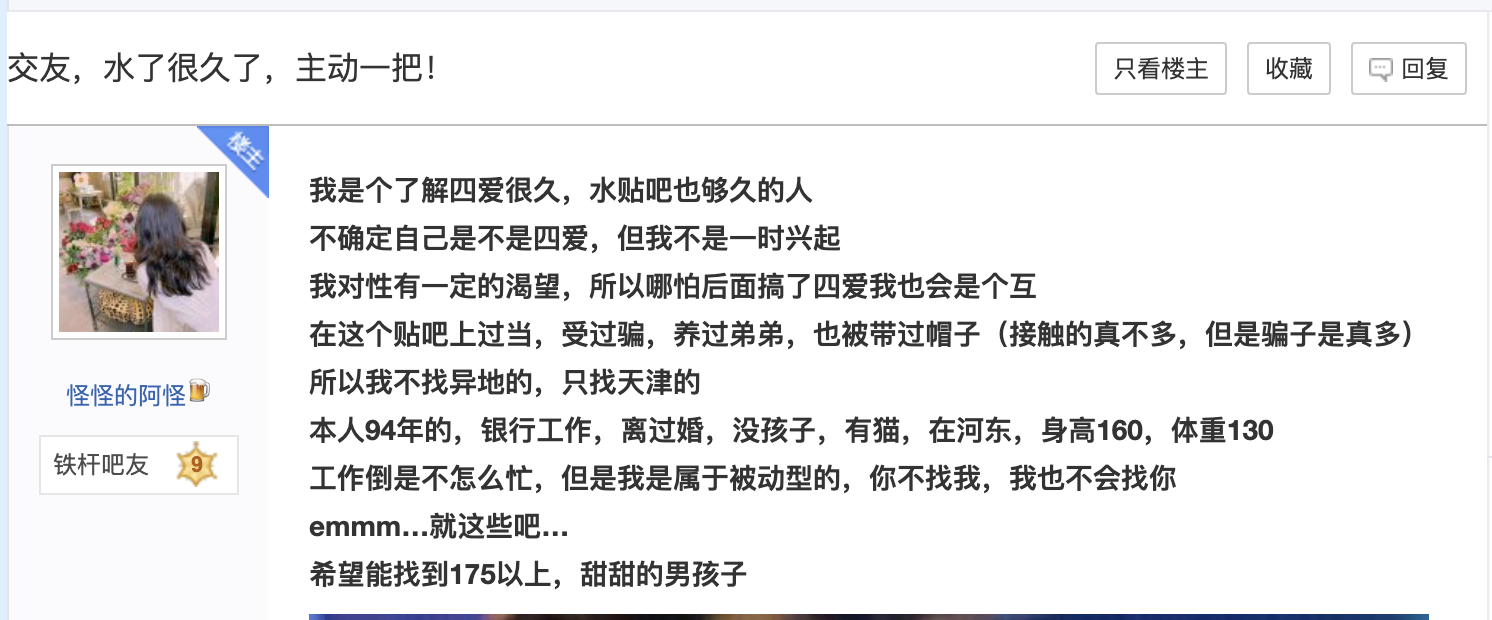 交友，水了很久了，主动一把！
只看楼主
收藏
回复
楼主
怪怪的阿怪
铁杆吧友 9
我是个了解四爱很久，水贴吧也够久的人
不确定自己是不是四爱，但我不是一时兴起
我对性有一定的渴望，所以哪怕后面搞了四爱我也会是个互
在这个贴吧上过当，受过骗，养过弟弟，也被带过帽子（接触的真不多，但是骗子是真多）
所以我不找异地的，只找天津的
本人94年的，银行工作，离过婚，没孩子，有猫，在河东，身高160，体重130
工作倒是不怎么忙，但是我是属于被动型的，你不找我，我也不会找你
emmm...就这些吧...
希望能找到175以上，甜甜的男孩子